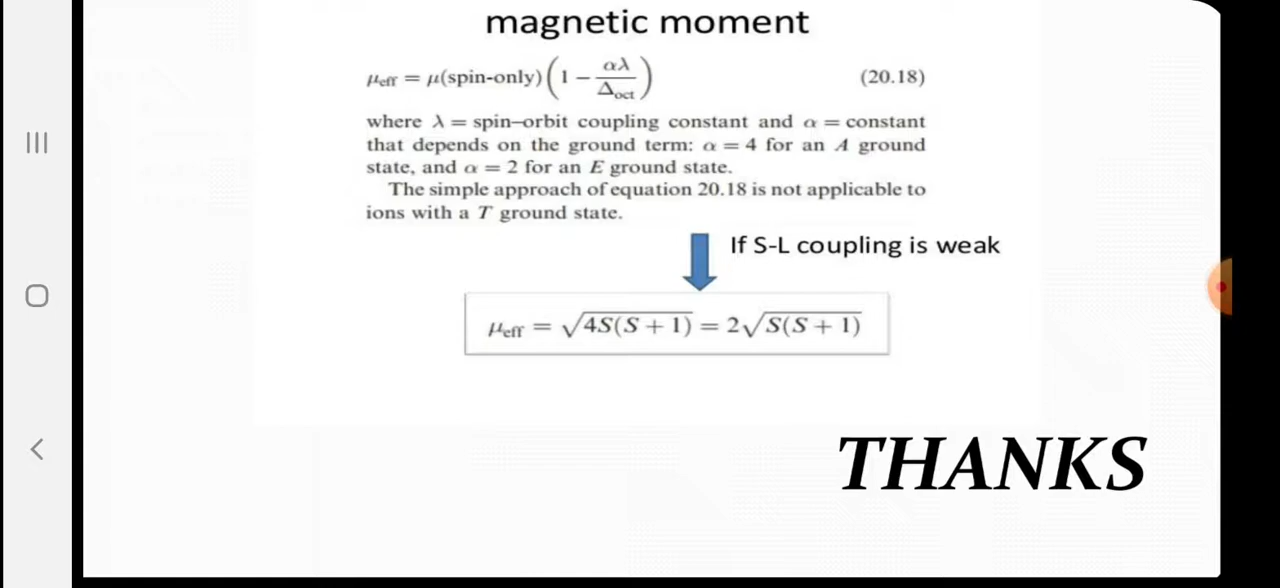 magnetic moment
μeff = μ(spin-only)(1 − αλ/Δoct) (20.18)
where λ = spin–orbit coupling constant and α = constant
that depends on the ground term: α = 4 for an A ground
state, and α = 2 for an E ground state.
The simple approach of equation 20.18 is not applicable to
ions with a T ground state.
If S-L coupling is weak
μeff = √4S(S + 1) = 2√S(S + 1)
THANKS